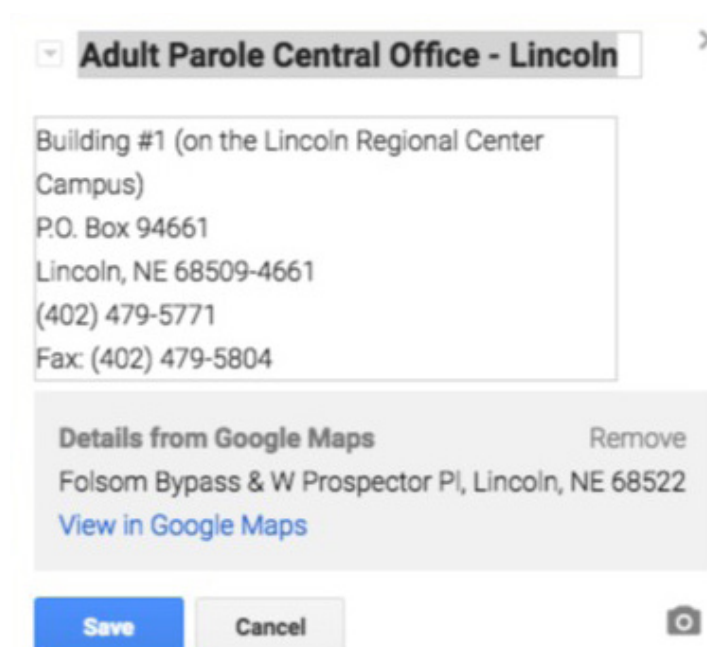 Adult Parole Central Office - Lincoln
Building #1 (on the Lincoln Regional Center
Campus)
P.O. Box 94661
Lincoln, NE 68509-4661
(402) 479-5771
Fax: (402) 479-5804
Details from Google Maps Remove
Folsom Bypass & W Prospector Pl, Lincoln, NE 68522
View in Google Maps
Save Cancel